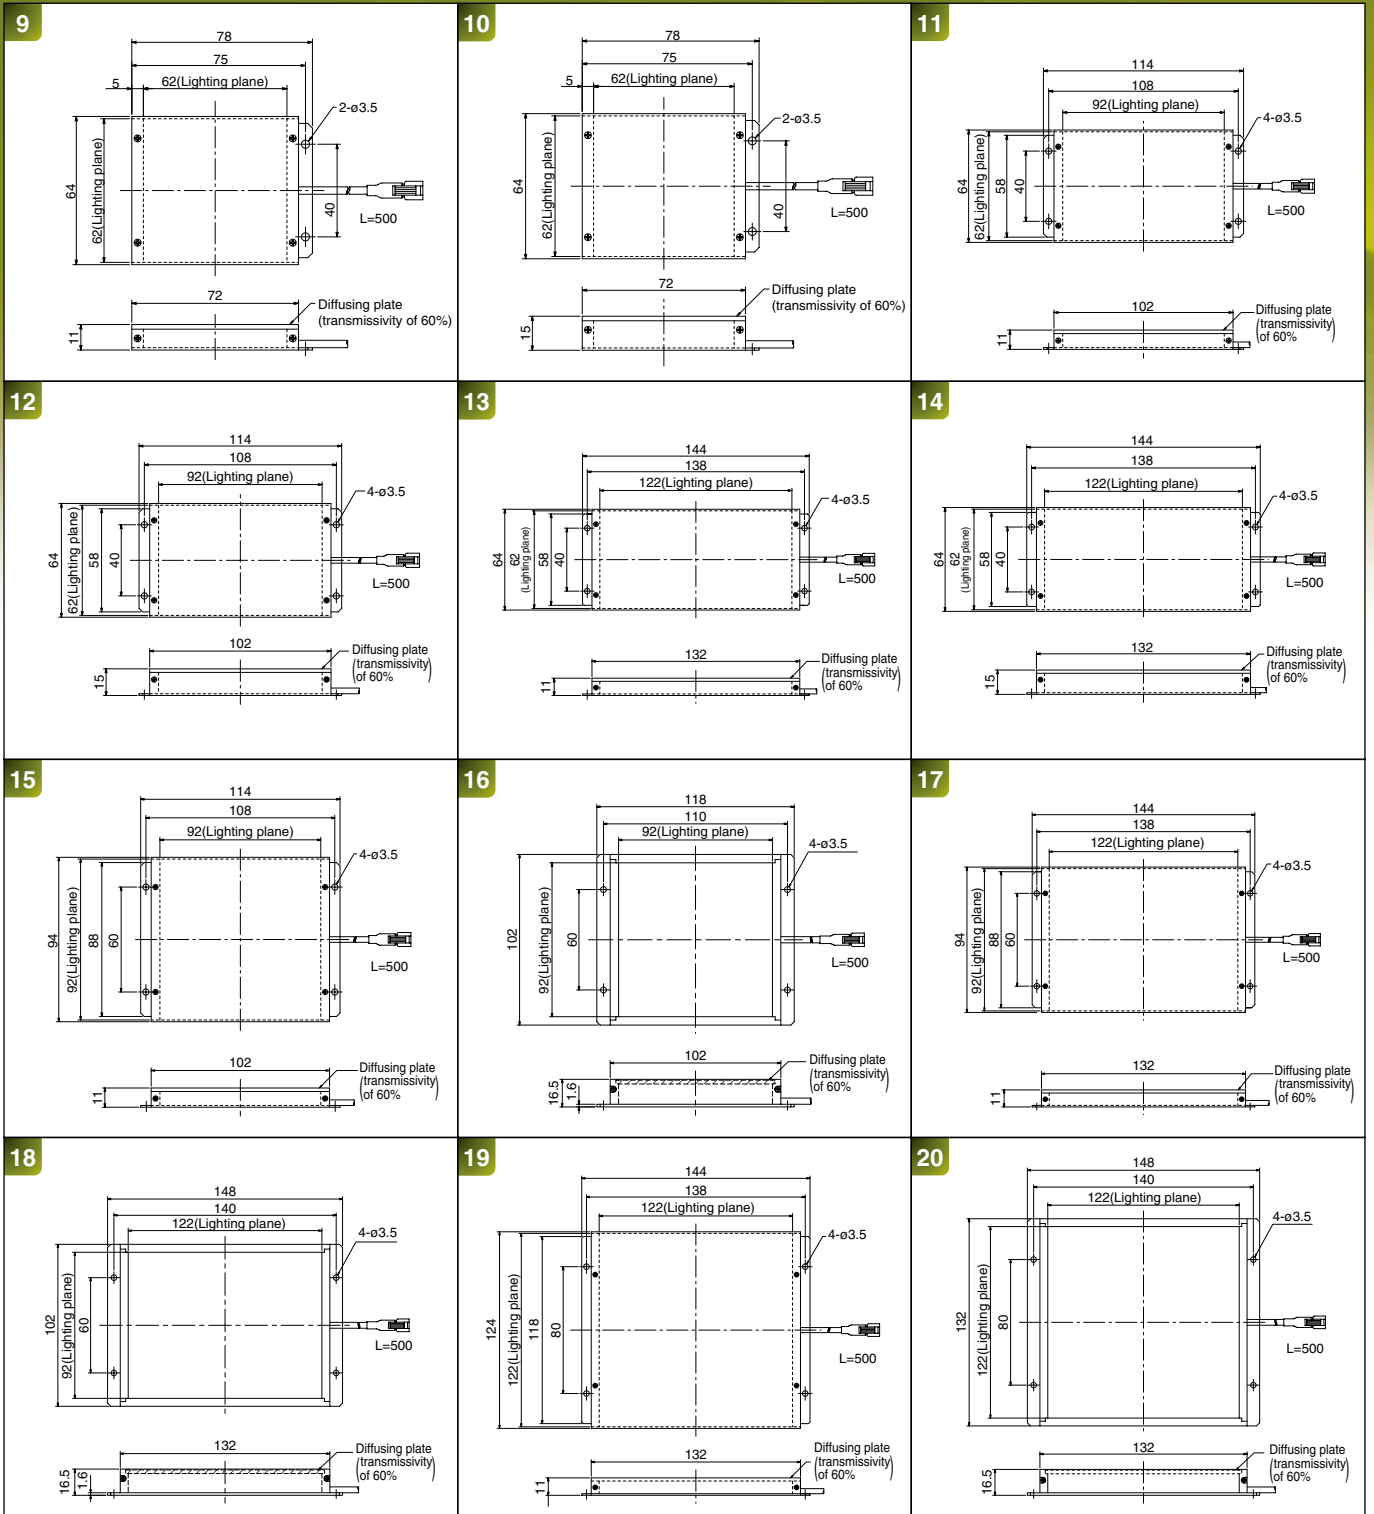 9
78
75
5
62(Lighting plane)
2-ø3.5
64
62(Lighting plane)
40
L=500
72
Diffusing plate
(transmissivity of 60%)
11
10
78
75
5
62(Lighting plane)
2-ø3.5
64
62(Lighting plane)
40
L=500
72
Diffusing plate
(transmissivity of 60%)
15
11
114
108
92(Lighting plane)
4-ø3.5
64
62(Lighting plane)
58
40
L=500
102
Diffusing plate
(transmissivity
of 60%)
11
12
114
108
92(Lighting plane)
4-ø3.5
64
62(Lighting plane)
58
40
L=500
102
Diffusing plate
(transmissivity
of 60%)
15
13
144
138
122(Lighting plane)
4-ø3.5
64
62
(Lighting plane)
58
40
L=500
132
Diffusing plate
(transmissivity
of 60%)
11
14
144
138
122(Lighting plane)
4-ø3.5
64
62
(Lighting plane)
58
40
L=500
132
Diffusing plate
(transmissivity
of 60%)
15
15
114
108
92(Lighting plane)
4-ø3.5
94
92(Lighting plane)
88
60
L=500
102
Diffusing plate
(transmissivity
of 60%)
11
16
118
110
92(Lighting plane)
4-ø3.5
102
92(Lighting plane)
60
L=500
102
Diffusing plate
(transmissivity
of 60%)
16.5
1.6
17
144
138
122(Lighting plane)
4-ø3.5
94
92(Lighting plane)
88
60
L=500
132
Diffusing plate
(transmissivity
of 60%)
11
18
148
140
122(Lighting plane)
4-ø3.5
102
92(Lighting plane)
60
L=500
132
Diffusing plate
(transmissivity
of 60%)
16.5
1.6
19
144
138
122(Lighting plane)
4-ø3.5
124
122(Lighting plane)
118
80
L=500
132
Diffusing plate
(transmissivity
of 60%)
11
20
148
140
122(Lighting plane)
4-ø3.5
132
122(Lighting plane)
80
L=500
132
Diffusing plate
(transmissivity
of 60%)
16.5